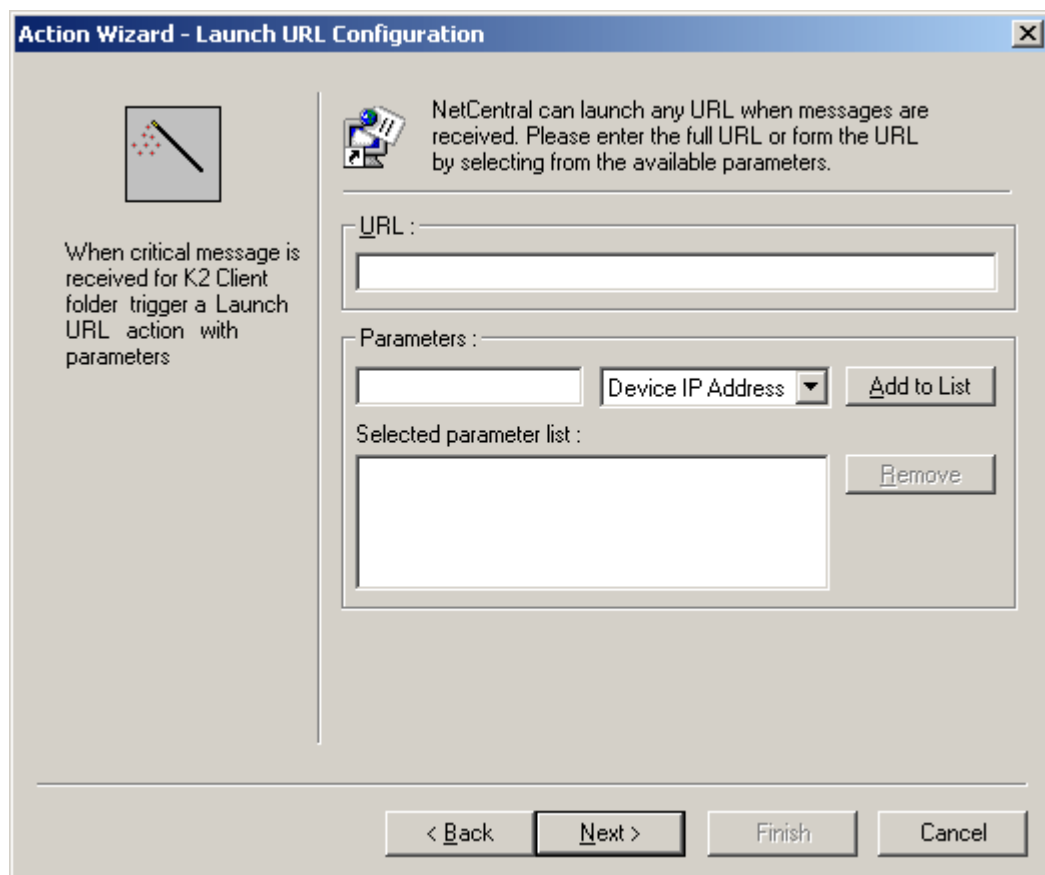 Action Wizard - Launch URL Configuration
NetCentral can launch any URL when messages are
received. Please enter the full URL or form the URL
by selecting from the available parameters.
When critical message is
received for K2 Client
folder trigger a Launch
URL action with
parameters
URL :
Parameters :
Device IP Address
Add to List
Selected parameter list :
Remove
< Back
Next >
Finish
Cancel